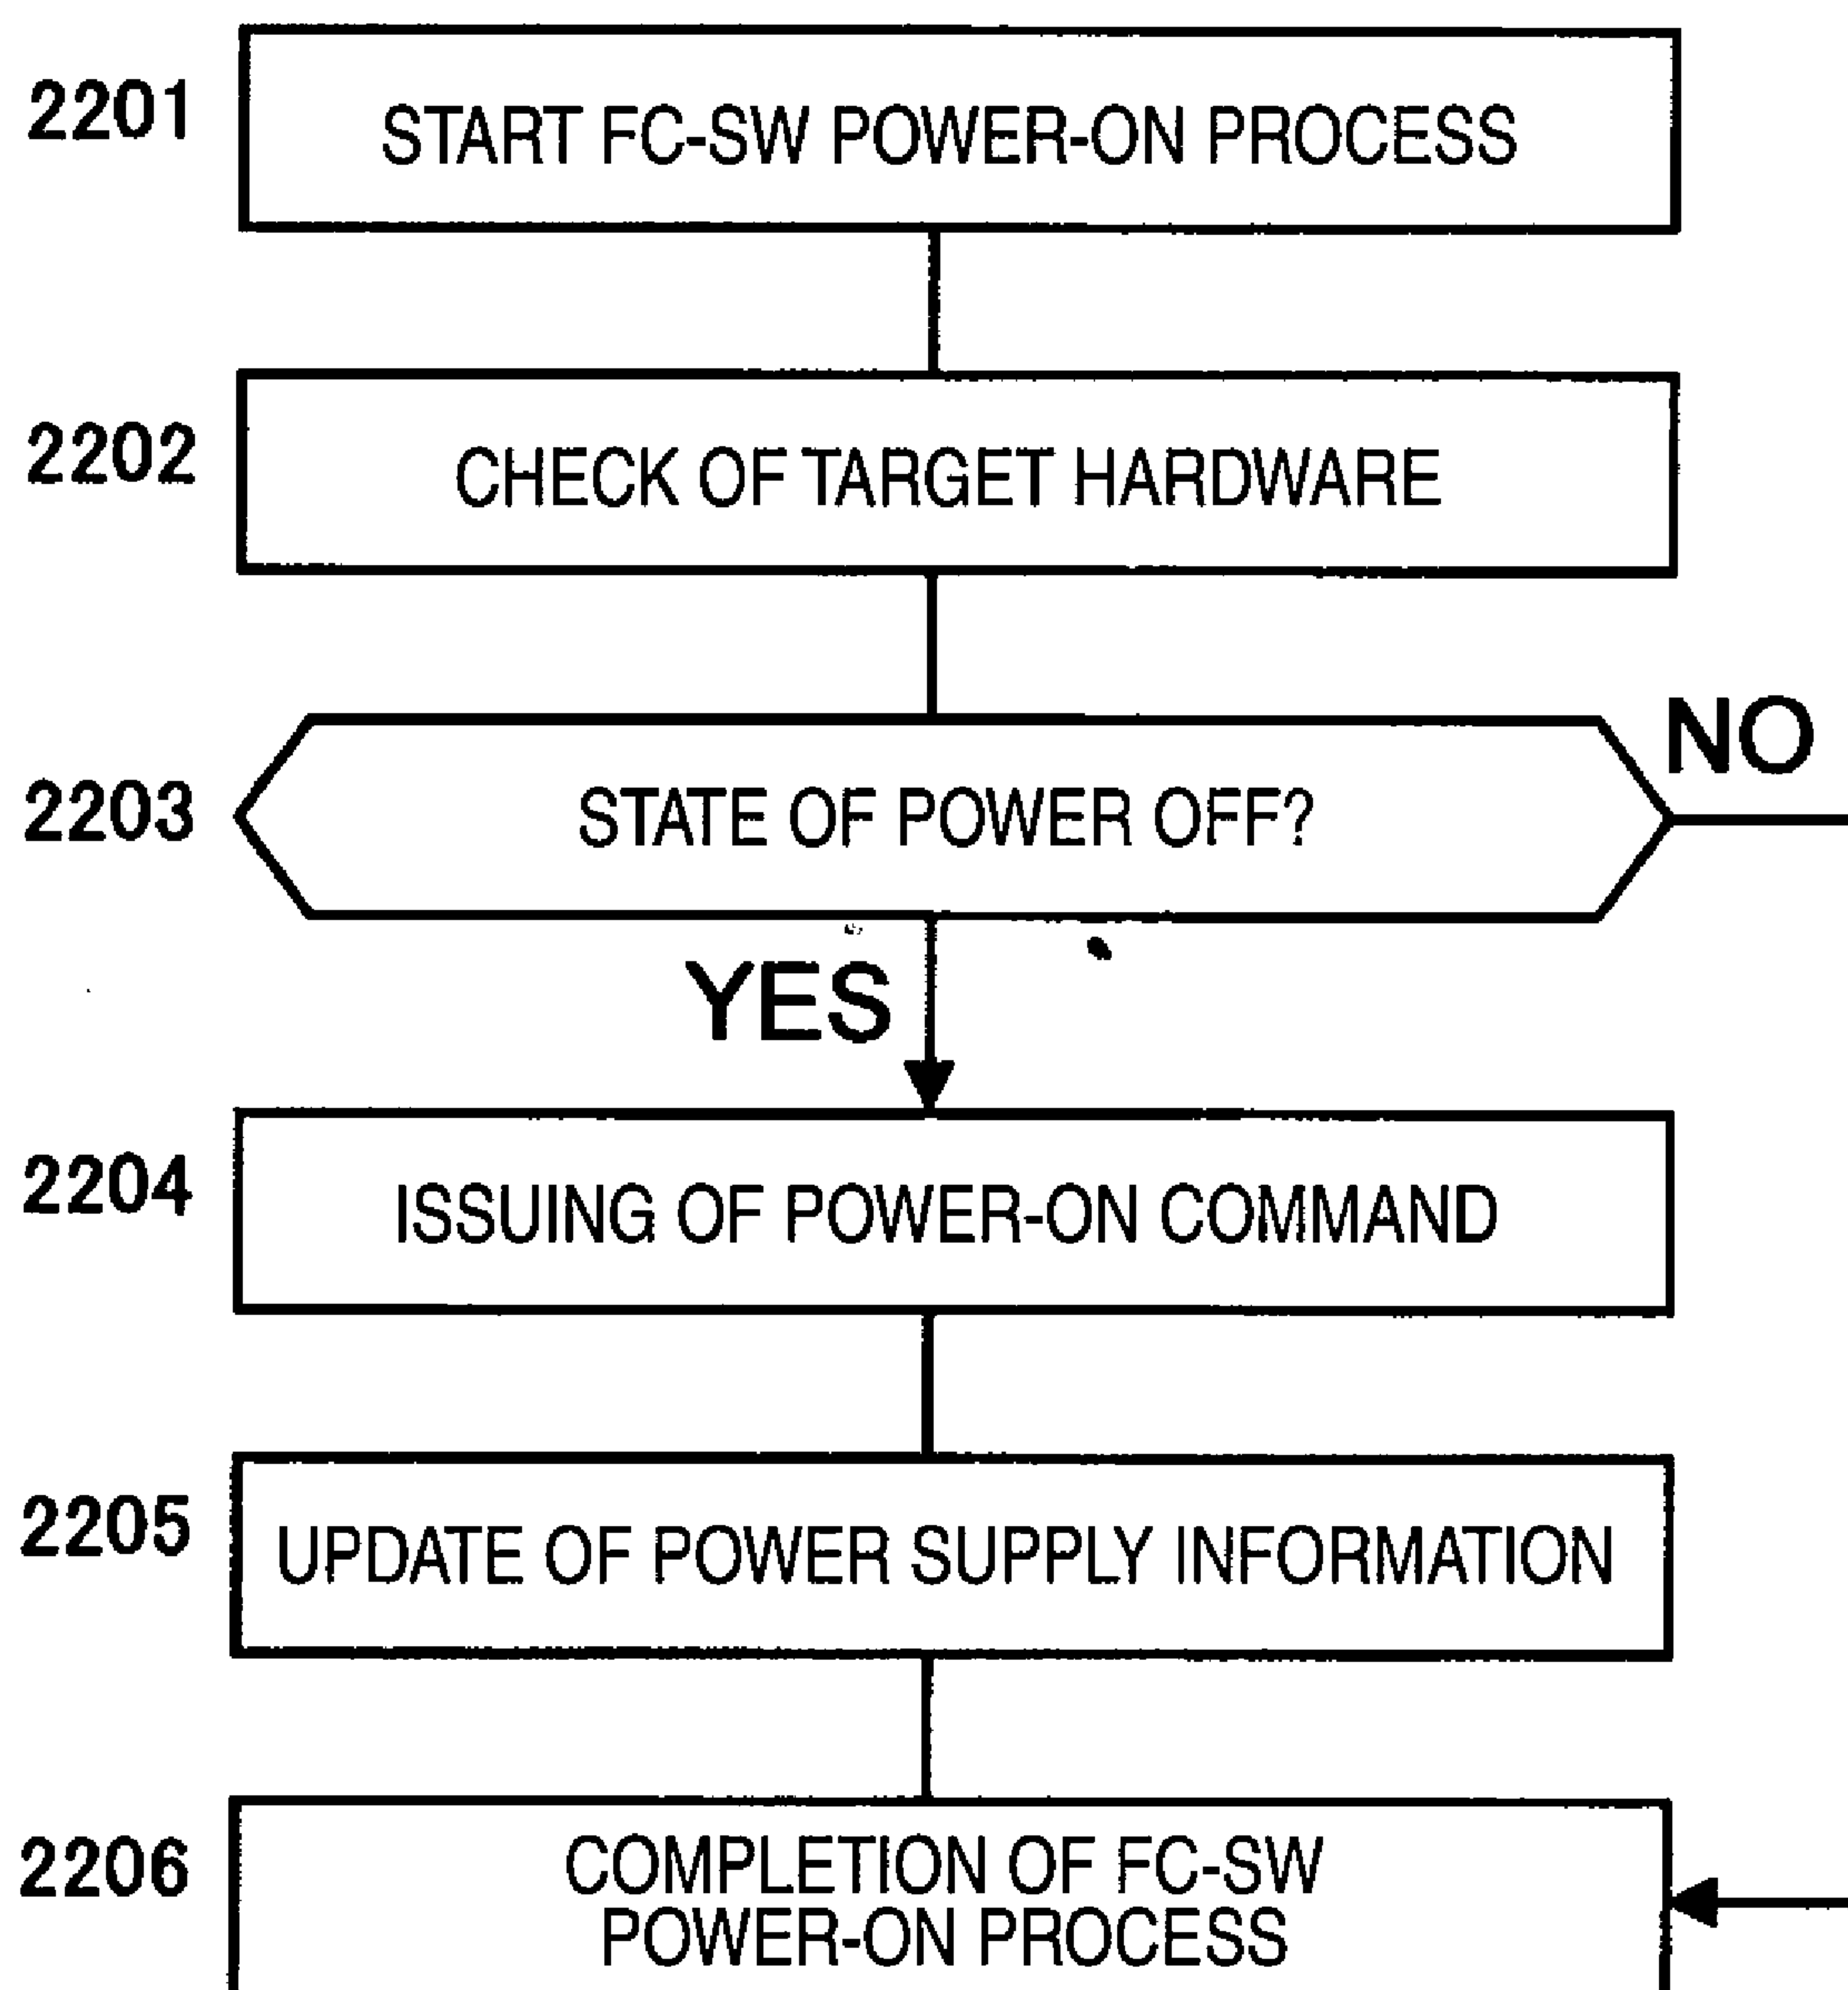 2201
START FC-SW POWER-ON PROCESS
2202
CHECK OF TARGET HARDWARE
2203
STATE OF POWER OFF?
NO
YES
2204
ISSUING OF POWER-ON COMMAND
2205
UPDATE OF POWER SUPPLY INFORMATION
2206
COMPLETION OF FC-SW
POWER-ON PROCESS